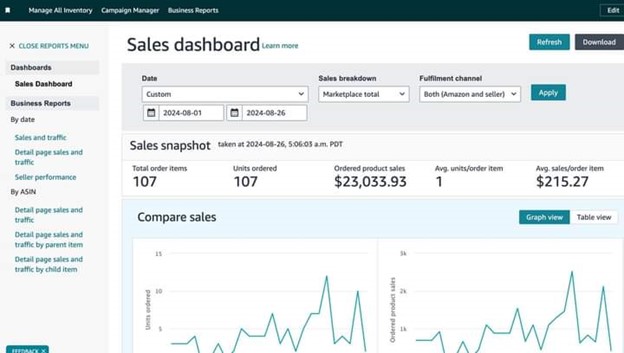 Manage All Inventory Campaign Manager Business Reports Edit
× CLOSE REPORTS MENU
Dashboards
Sales Dashboard
Business Reports
By date
Sales and traffic
Detail page sales and
traffic
Seller performance
By ASIN
Detail page sales and
traffic
Detail page sales and
traffic by parent item
Detail page sales and
traffic by child item
FEEDBACK ×
Sales dashboard Learn more
Refresh Download
Date Sales breakdown Fulfilment channel
Custom Marketplace total Both (Amazon and seller) Apply
2024-08-01 2024-08-26
Sales snapshot taken at 2024-08-26, 5:06:03 a.m. PDT
Total order items Units ordered Ordered product sales Avg. units/order item Avg. sales/order item
107 107 $23,033.93 1 $215.27
Compare sales Graph view Table view
15 3k
10 2k
5 1k
Units ordered Ordered product sales